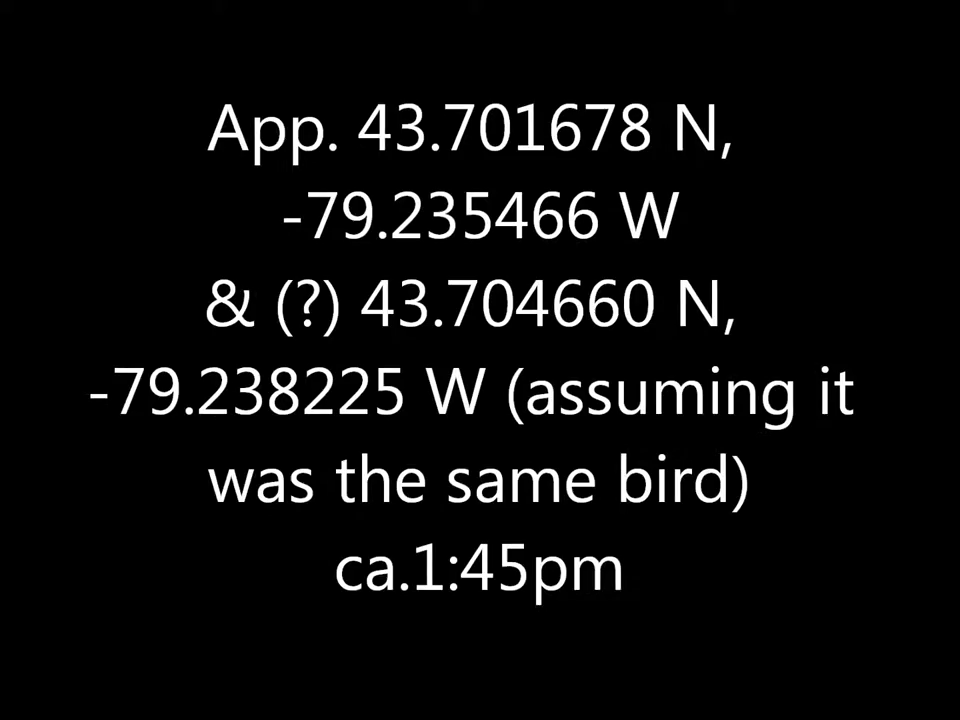 App. 43.701678 N,
-79.235466 W
& (?) 43.704660 N,
-79.238225 W (assuming it
was the same bird)
ca.1:45pm